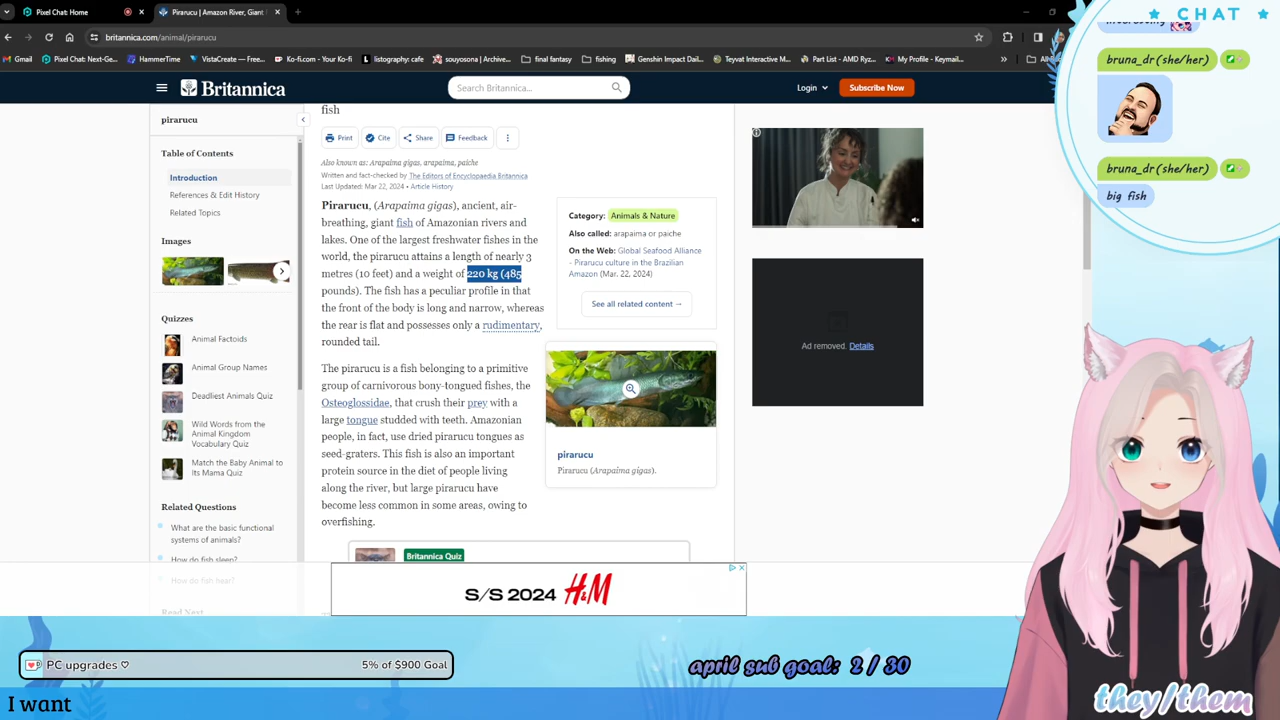 Pixel Chat: Home
Pirarucu | Amazon River, Giant
britannica.com/animal/pirarucu
Gmail
Pixel Chat: Next-Ge...
HammerTime
VistaCreate – Free...
Ko-fi - Your Ko-fi
listography: cafe
$personacore | Archive...
final fantasy
fishing
Genshin Impact Dail...
Teyvat Interactive M...
Part List - AMD Ryz...
My Profile - Keymail...
Britannica
Search Britannica...
Login
Subscribe Now
pirarucu
Table of Contents
Introduction
References & Edit History
Related Topics
Images
Quizzes
Animal Factoids
Animal Group Names
Deadliest Animals Quiz
Wild Words from the
Animal Kingdom
Vocabulary Quiz
Match the Baby Animal to
Its Mama Quiz
Related Questions
What are the basic functional
systems of animals?
How do fish sleep?
How do fish hear?
Read Next
fish
Print
Cite
Share
Feedback
Also known as: Arapaima gigas, arapaima, paiche
Written and fact-checked by The Editors of Encyclopaedia Britannica
Last Updated: Mar 22, 2024 • Article History
Pirarucu, (Arapaima gigas), ancient, air-
breathing, giant fish of Amazonian rivers and
lakes. One of the largest freshwater fishes in the
world, the pirarucu attains a length of nearly 3
metres (10 feet) and a weight of 220 kg (485
pounds). The fish has a peculiar profile in that
the front of the body is long and narrow, whereas
the rear is flat and possesses only a rudimentary,
rounded tail.
The pirarucu is a fish belonging to a primitive
group of carnivorous bony-tongued fishes, the
Osteoglossidae, that crush their prey with a
large tongue studded with teeth. Amazonian
people, in fact, use dried pirarucu tongues as
seed-graters. This fish is also an important
protein source in the diet of people living
along the river, but large pirarucu have
become less common in some areas, owing to
overfishing.
Britannica Quiz
Category: Animals & Nature
Also called: arapaima or paiche
On the Web: Global Seafood Alliance
- Pirarucu culture in the Brazilian
Amazon (Mar. 22, 2024)
See all related content →
pirarucu
Pirarucu (Arapaima gigas).
Ad removed. Details
S/S 2024 H&M
CHAT
bruna_dr(she/her)
bruna_dr(she/her)
big fish
PC upgrades ♡
5% of $900 Goal
april sub goal: 2 / 30
I want
they/them